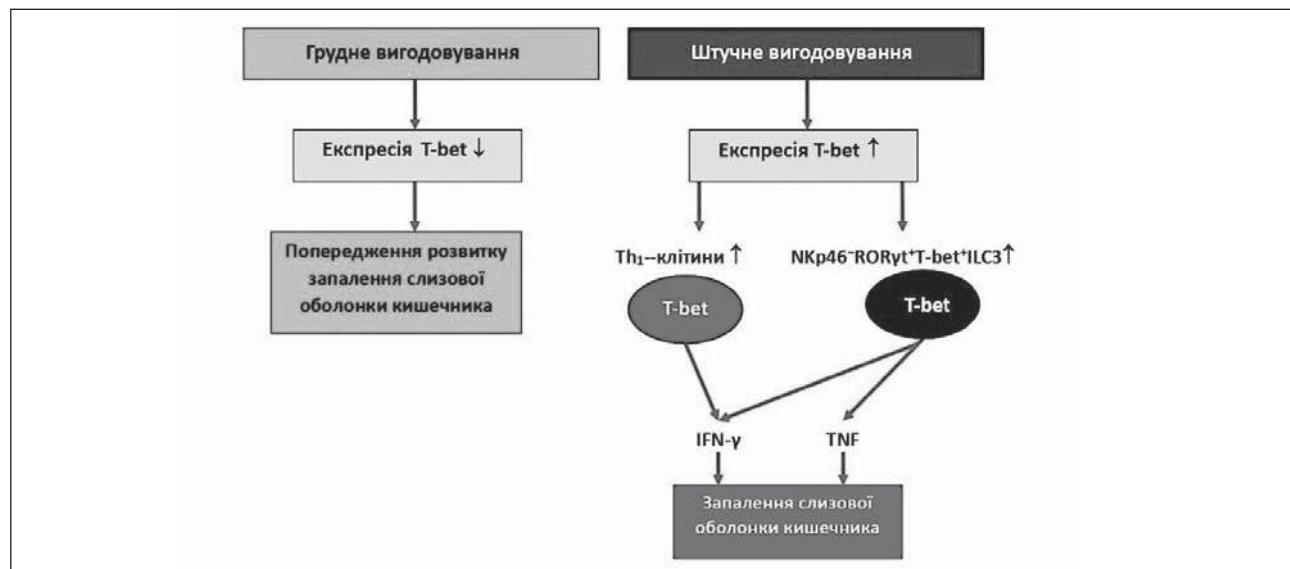 Грудне вигодовування
Штучне вигодовування
Експресія T-bet ↓
Експресія T-bet ↑
Попередження розвитку
запалення слизової
оболонки кишечника
Th₁–-клітини ↑
NKp46⁻RORγt⁺T-bet⁺ILC3↑
T-bet
T-bet
IFN-γ
TNF
Запалення слизової
оболонки кишечника